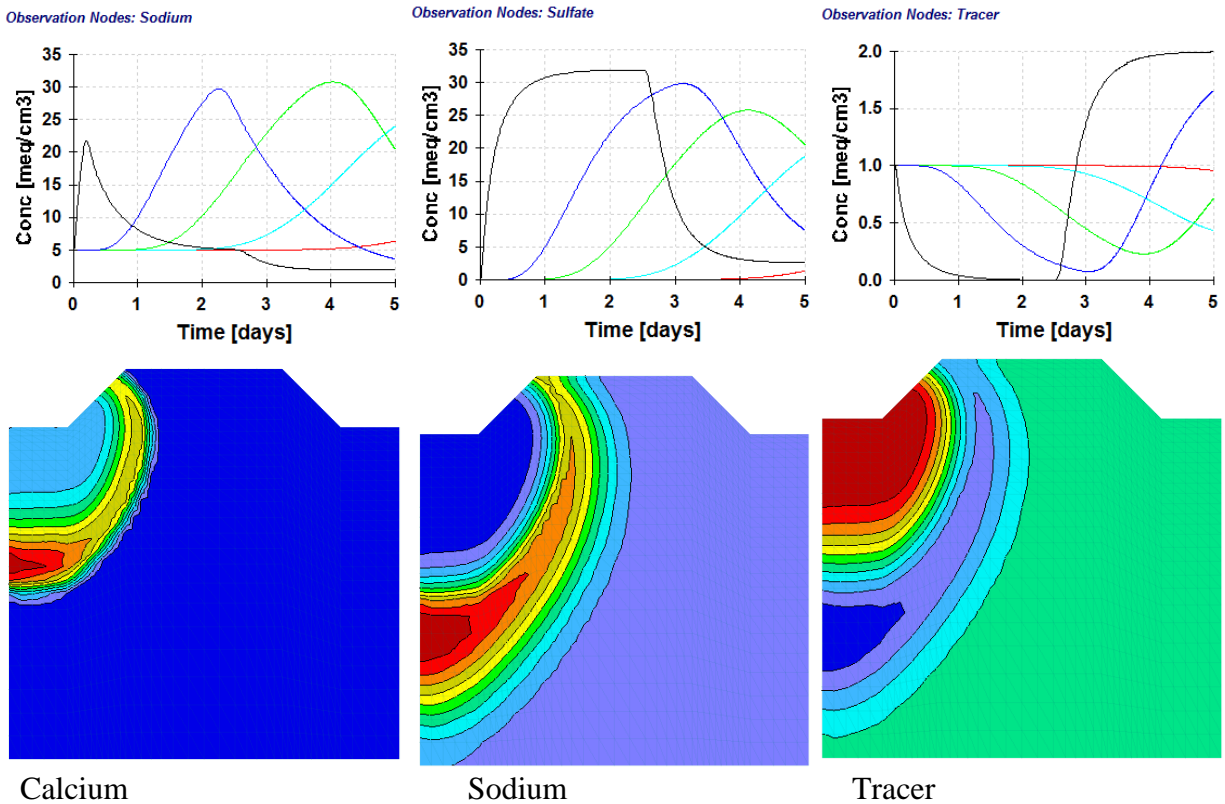 Observation Nodes: Sodium
Conc [meq/cm3]
35
30
25
20
15
10
5
0
0 1 2 3 4 5
Time [days]
Observation Nodes: Sulfate
Conc [meq/cm3]
35
30
25
20
15
10
5
0
0 1 2 3 4 5
Time [days]
Observation Nodes: Tracer
Conc [meq/cm3]
2.0
1.5
1.0
0.5
0.0
0 1 2 3 4 5
Time [days]
Calcium
Sodium
Tracer